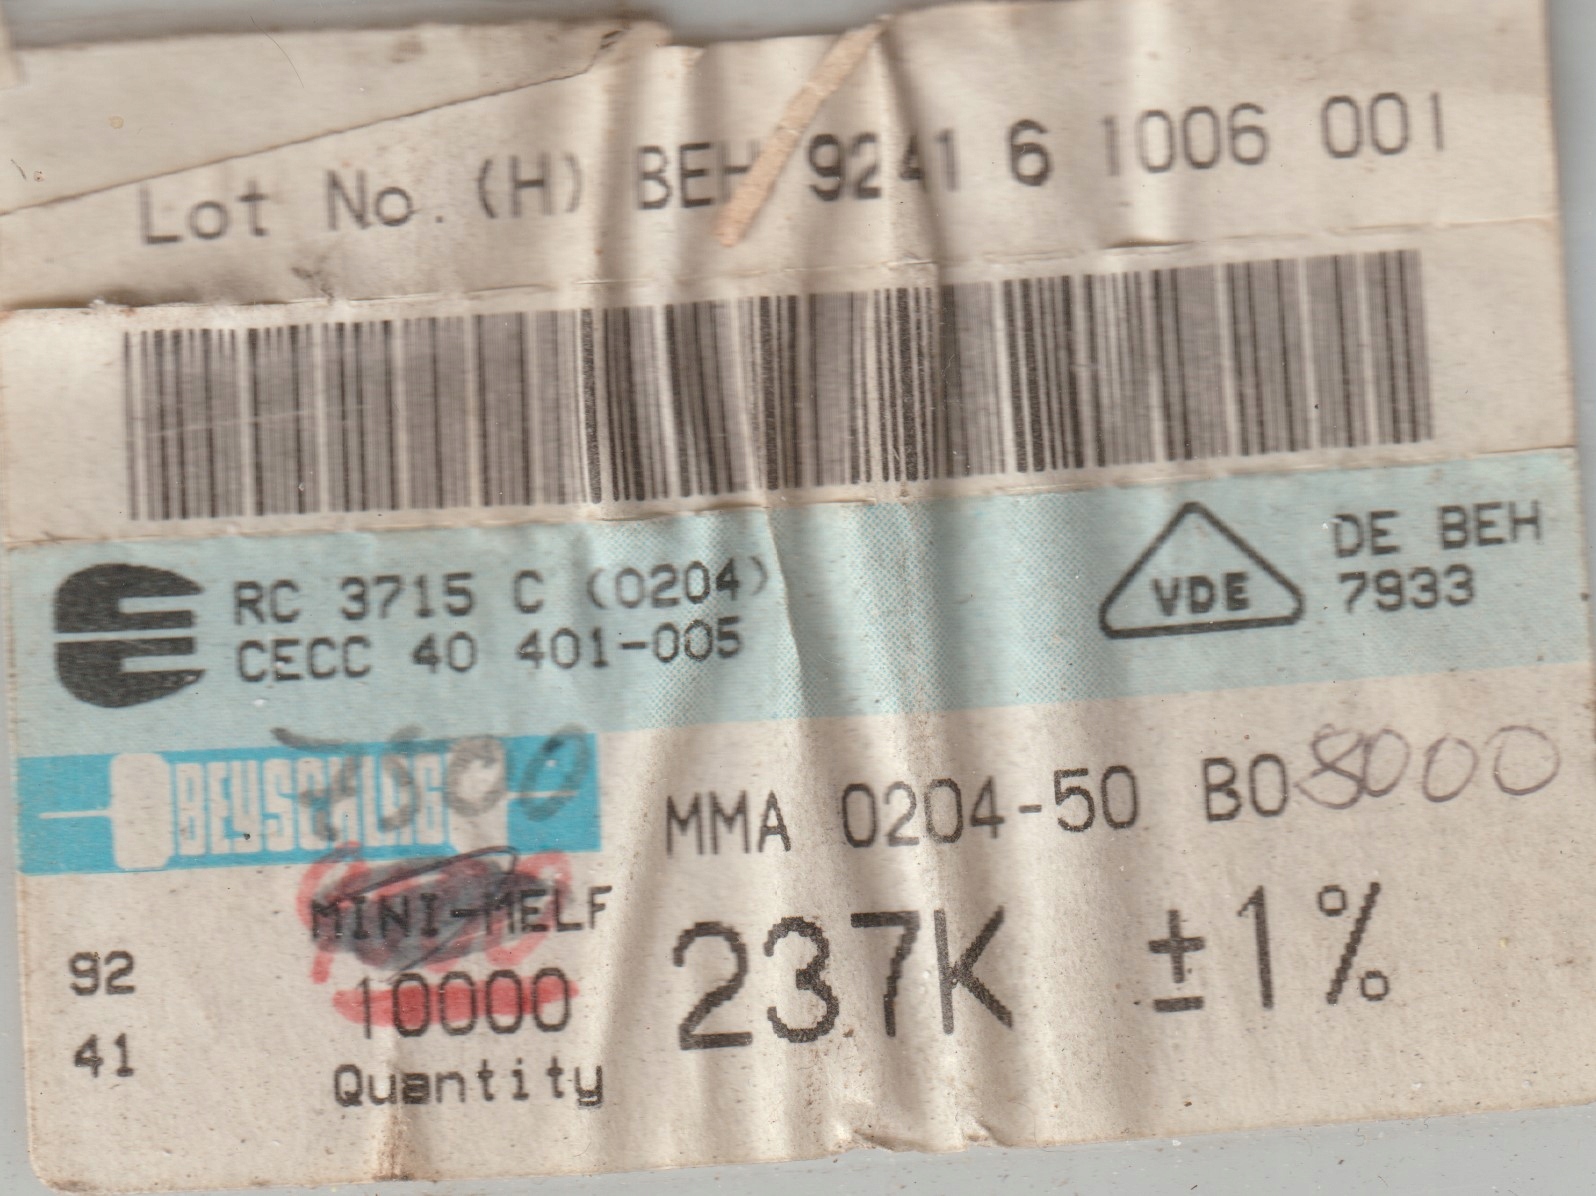 Lot No. (H) BEH 9241 6 1006 001
RC 3715 C (0204)
CECC 40 401-005
VDE
DE BEH
7933
7500
BEYSCHLAG
MMA 0204-50 B0
8000
MINI-MELF
237K ±1%
92
41
10000
Quantity